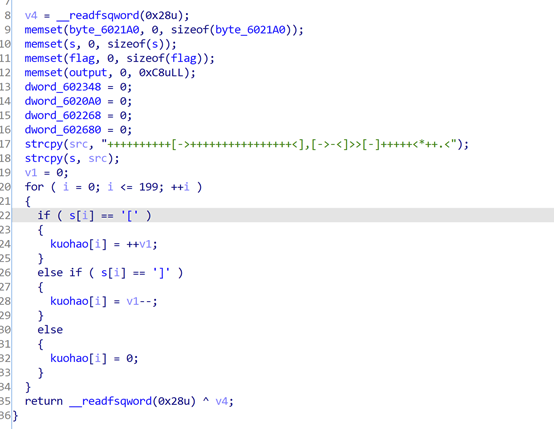 8 v4 = __readfsqword(0x28u);
9 memset(byte_6021A0, 0, sizeof(byte_6021A0));
10 memset(s, 0, sizeof(s));
11 memset(flag, 0, sizeof(flag));
12 memset(output, 0, 0xC8uLL);
13 dword_602348 = 0;
14 dword_6020A0 = 0;
15 dword_602268 = 0;
16 dword_602680 = 0;
17 strcpy(src, "++++++++++[->++++++++++++++++<],[->-<]>>[-]+++++<*++.<");
18 strcpy(s, src);
19 v1 = 0;
20 for ( i = 0; i <= 199; ++i )
21 {
22 if ( s[i] == '[' )
23 {
24 kuohao[i] = ++v1;
25 }
26 else if ( s[i] == ']' )
27 {
28 kuohao[i] = v1--;
29 }
30 else
31 {
32 kuohao[i] = 0;
33 }
34 }
35 return __readfsqword(0x28u) ^ v4;
36 }